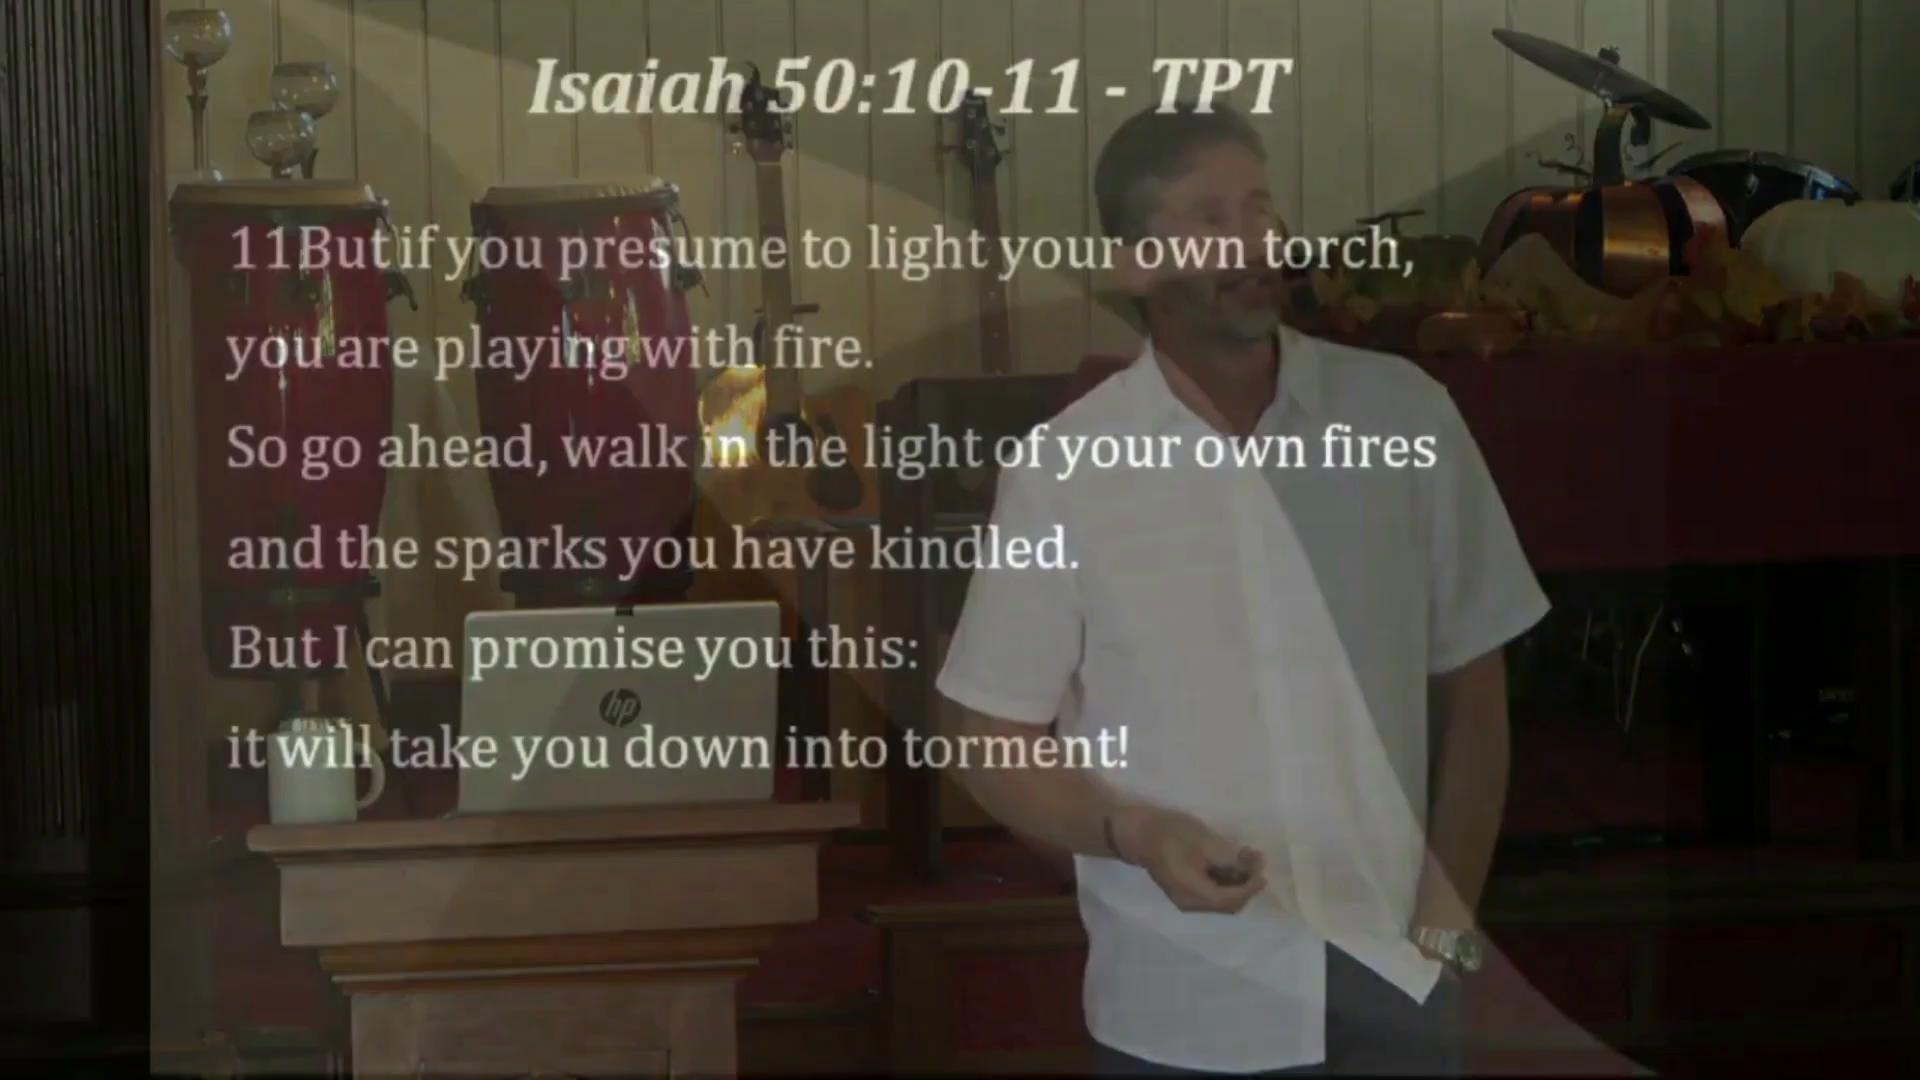 Isaiah 50:10-11 - TPT
11But if you presume to light your own torch,
you are playing with fire.
So go ahead, walk in the light of your own fires
and the sparks you have kindled.
But I can promise you this:
hp
it will take you down into torment!